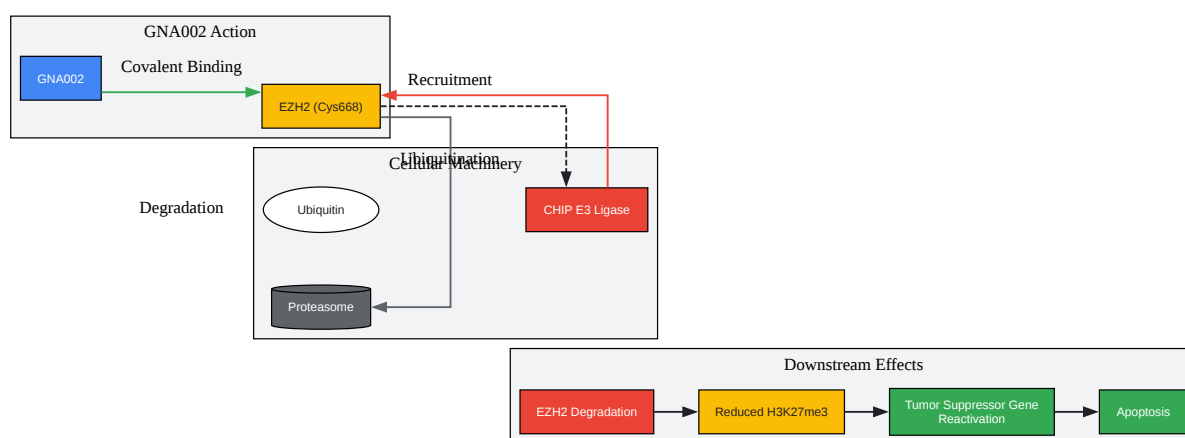 GNA002 Action
GNA002
Covalent Binding
EZH2 (Cys668)
Recruitment
Ubiquitination
Cellular Machinery
Degradation
Ubiquitin
CHIP E3 Ligase
Proteasome
Downstream Effects
EZH2 Degradation
Reduced H3K27me3
Tumor Suppressor Gene
Reactivation
Apoptosis